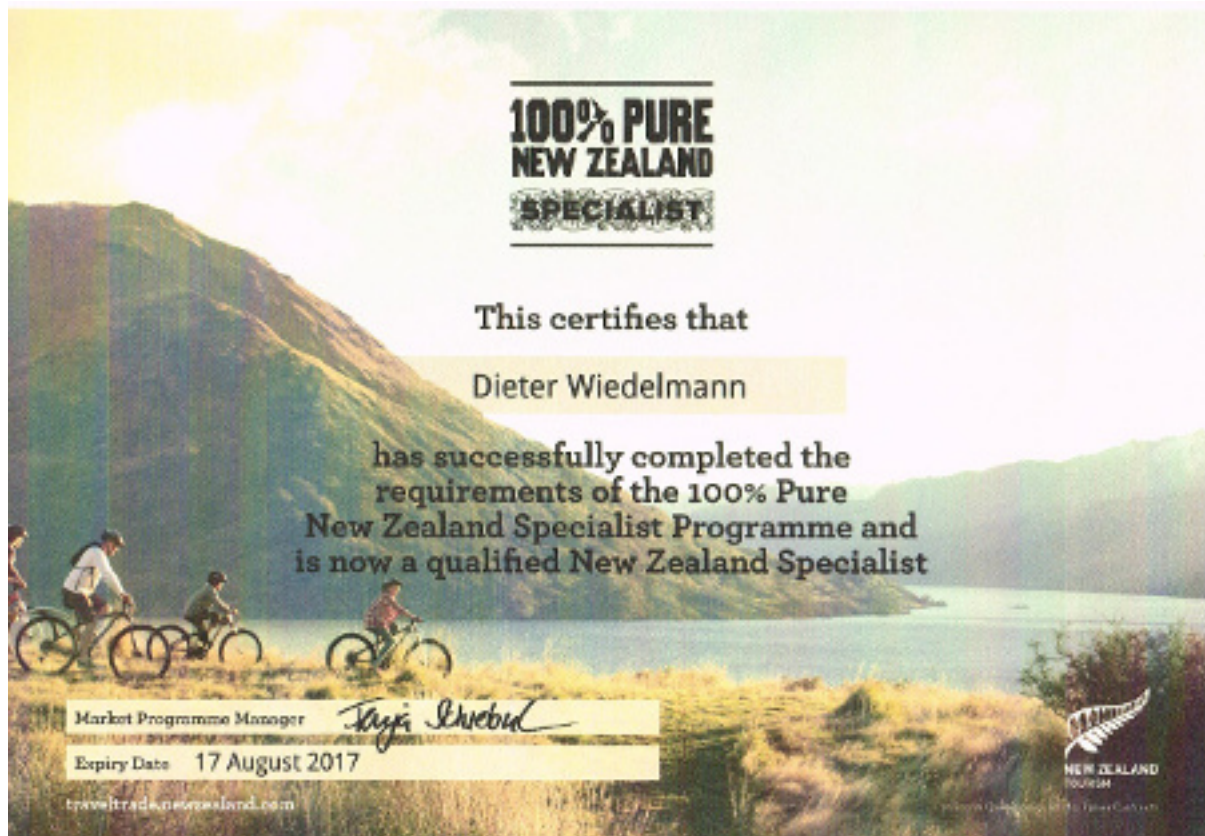 100% PURE
NEW ZEALAND
SPECIALIST
This certifies that
Dieter Wiedelmann
has successfully completed the
requirements of the 100% Pure
New Zealand Specialist Programme and
is now a qualified New Zealand Specialist
Market Programme Manager
Expiry Date 17 August 2017
traveltrade.newzealand.com
NEW ZEALAND
TOURISM